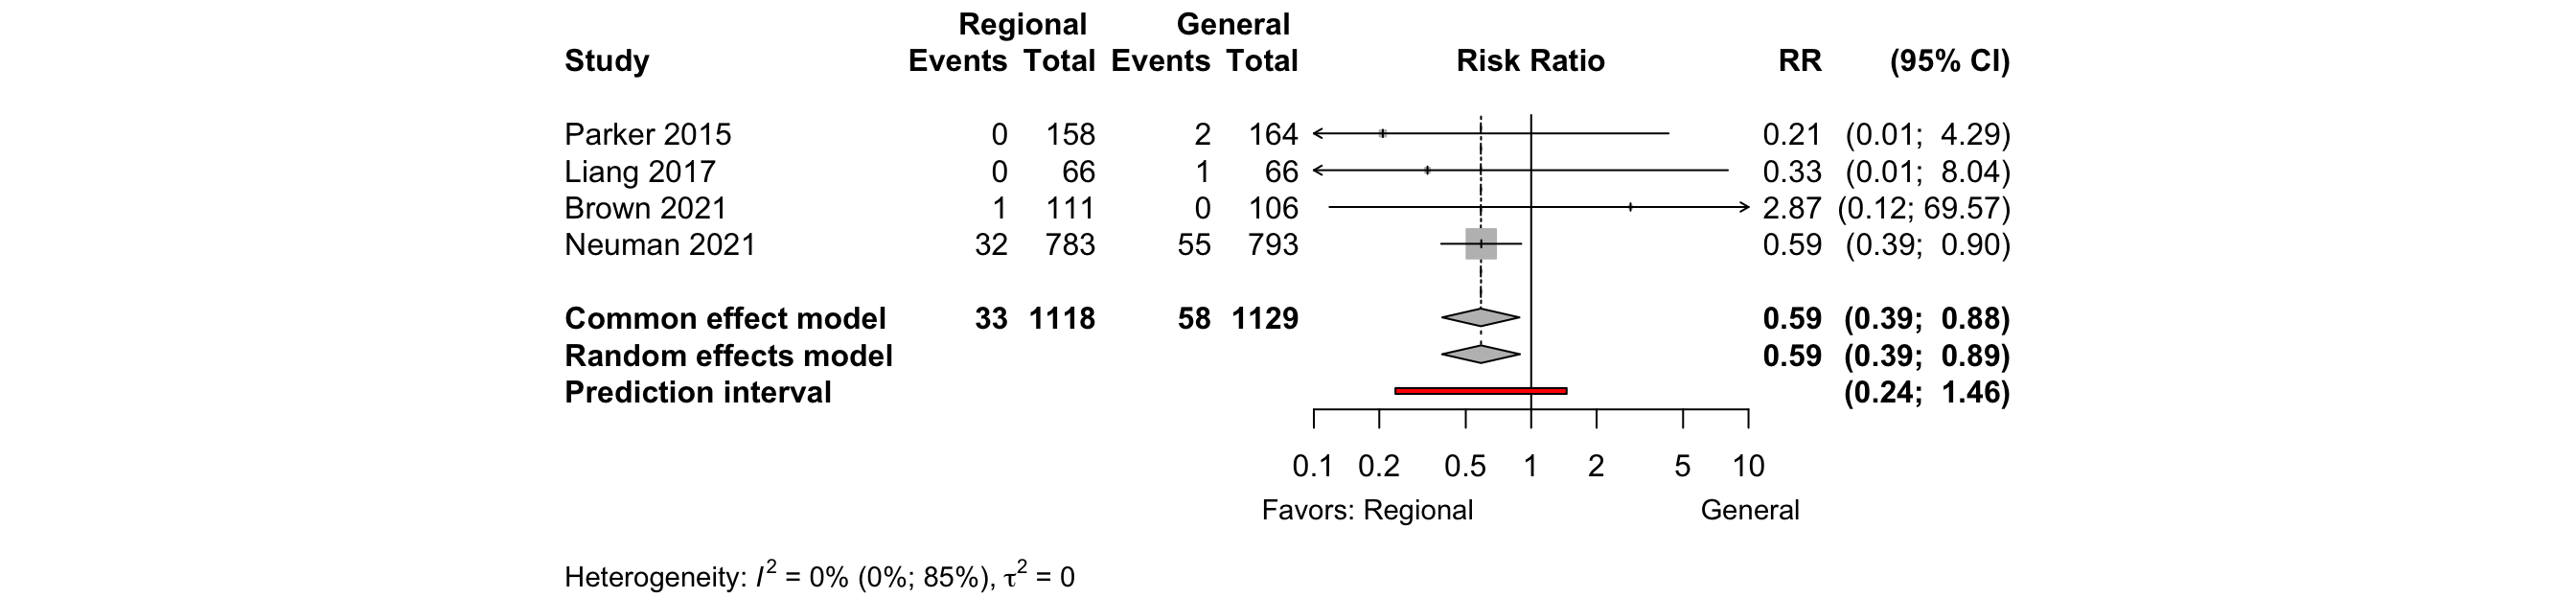 Regional General
Study Events Total Events Total Risk Ratio RR (95% CI)
Parker 2015 0 158 2 164 0.21 (0.01; 4.29)
Liang 2017 0 66 1 66 0.33 (0.01; 8.04)
Brown 2021 1 111 0 106 2.87 (0.12; 69.57)
Neuman 2021 32 783 55 793 0.59 (0.39; 0.90)
Common effect model 33 1118 58 1129 0.59 (0.39; 0.88)
Random effects model 0.59 (0.39; 0.89)
Prediction interval (0.24; 1.46)
0.1 0.2 0.5 1 2 5 10
Favors: Regional General
Heterogeneity: I² = 0% (0%; 85%), τ² = 0